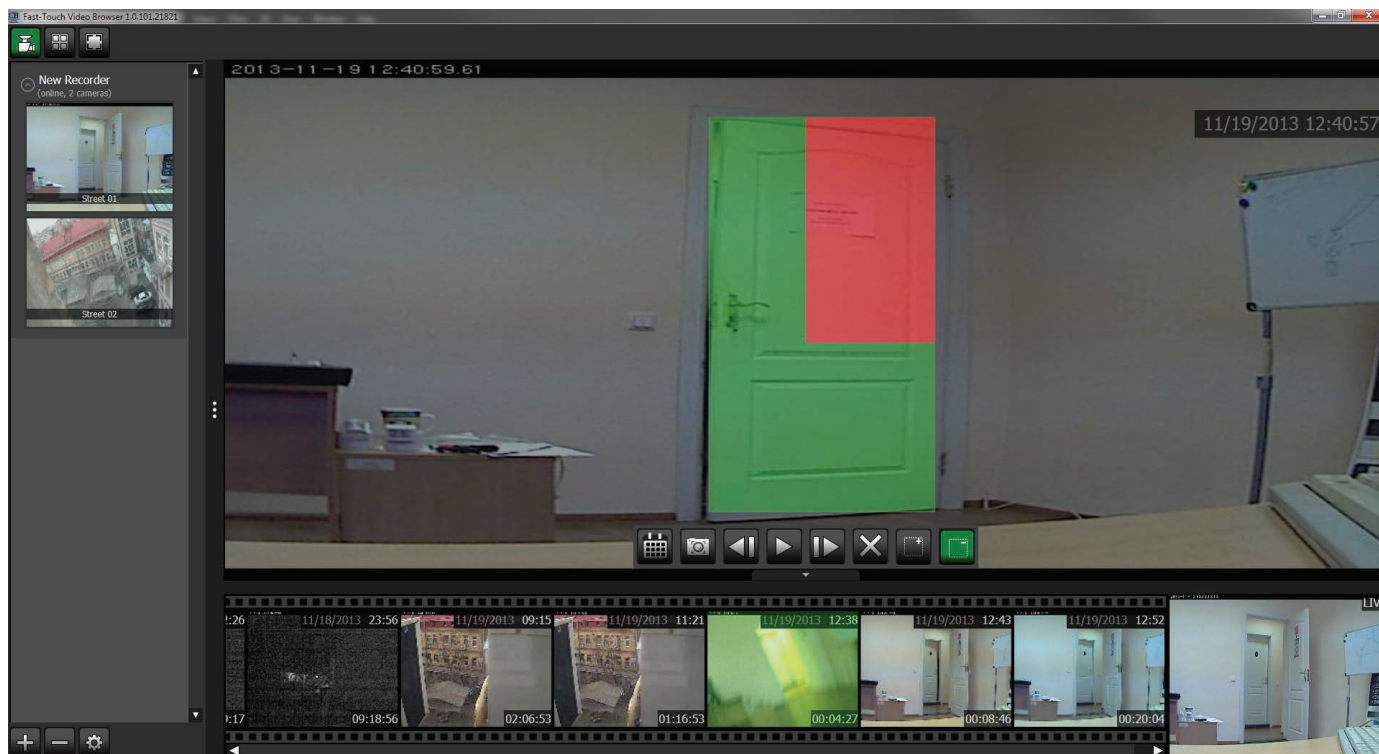 Fast-Touch Video Browser 1.0.101.21821
New Recorder
(online, 2 cameras)
Street 01
Street 02
2013-11-19 12:40:59.61
11/19/2013 12:40:57
:26
11/18/2013 23:56
11/19/2013 09:15
11/19/2013 11:21
11/19/2013 12:38
11/19/2013 12:43
11/19/2013 12:52
LIV
:17
09:18:56
02:06:53
01:16:53
00:04:27
00:08:46
00:20:04